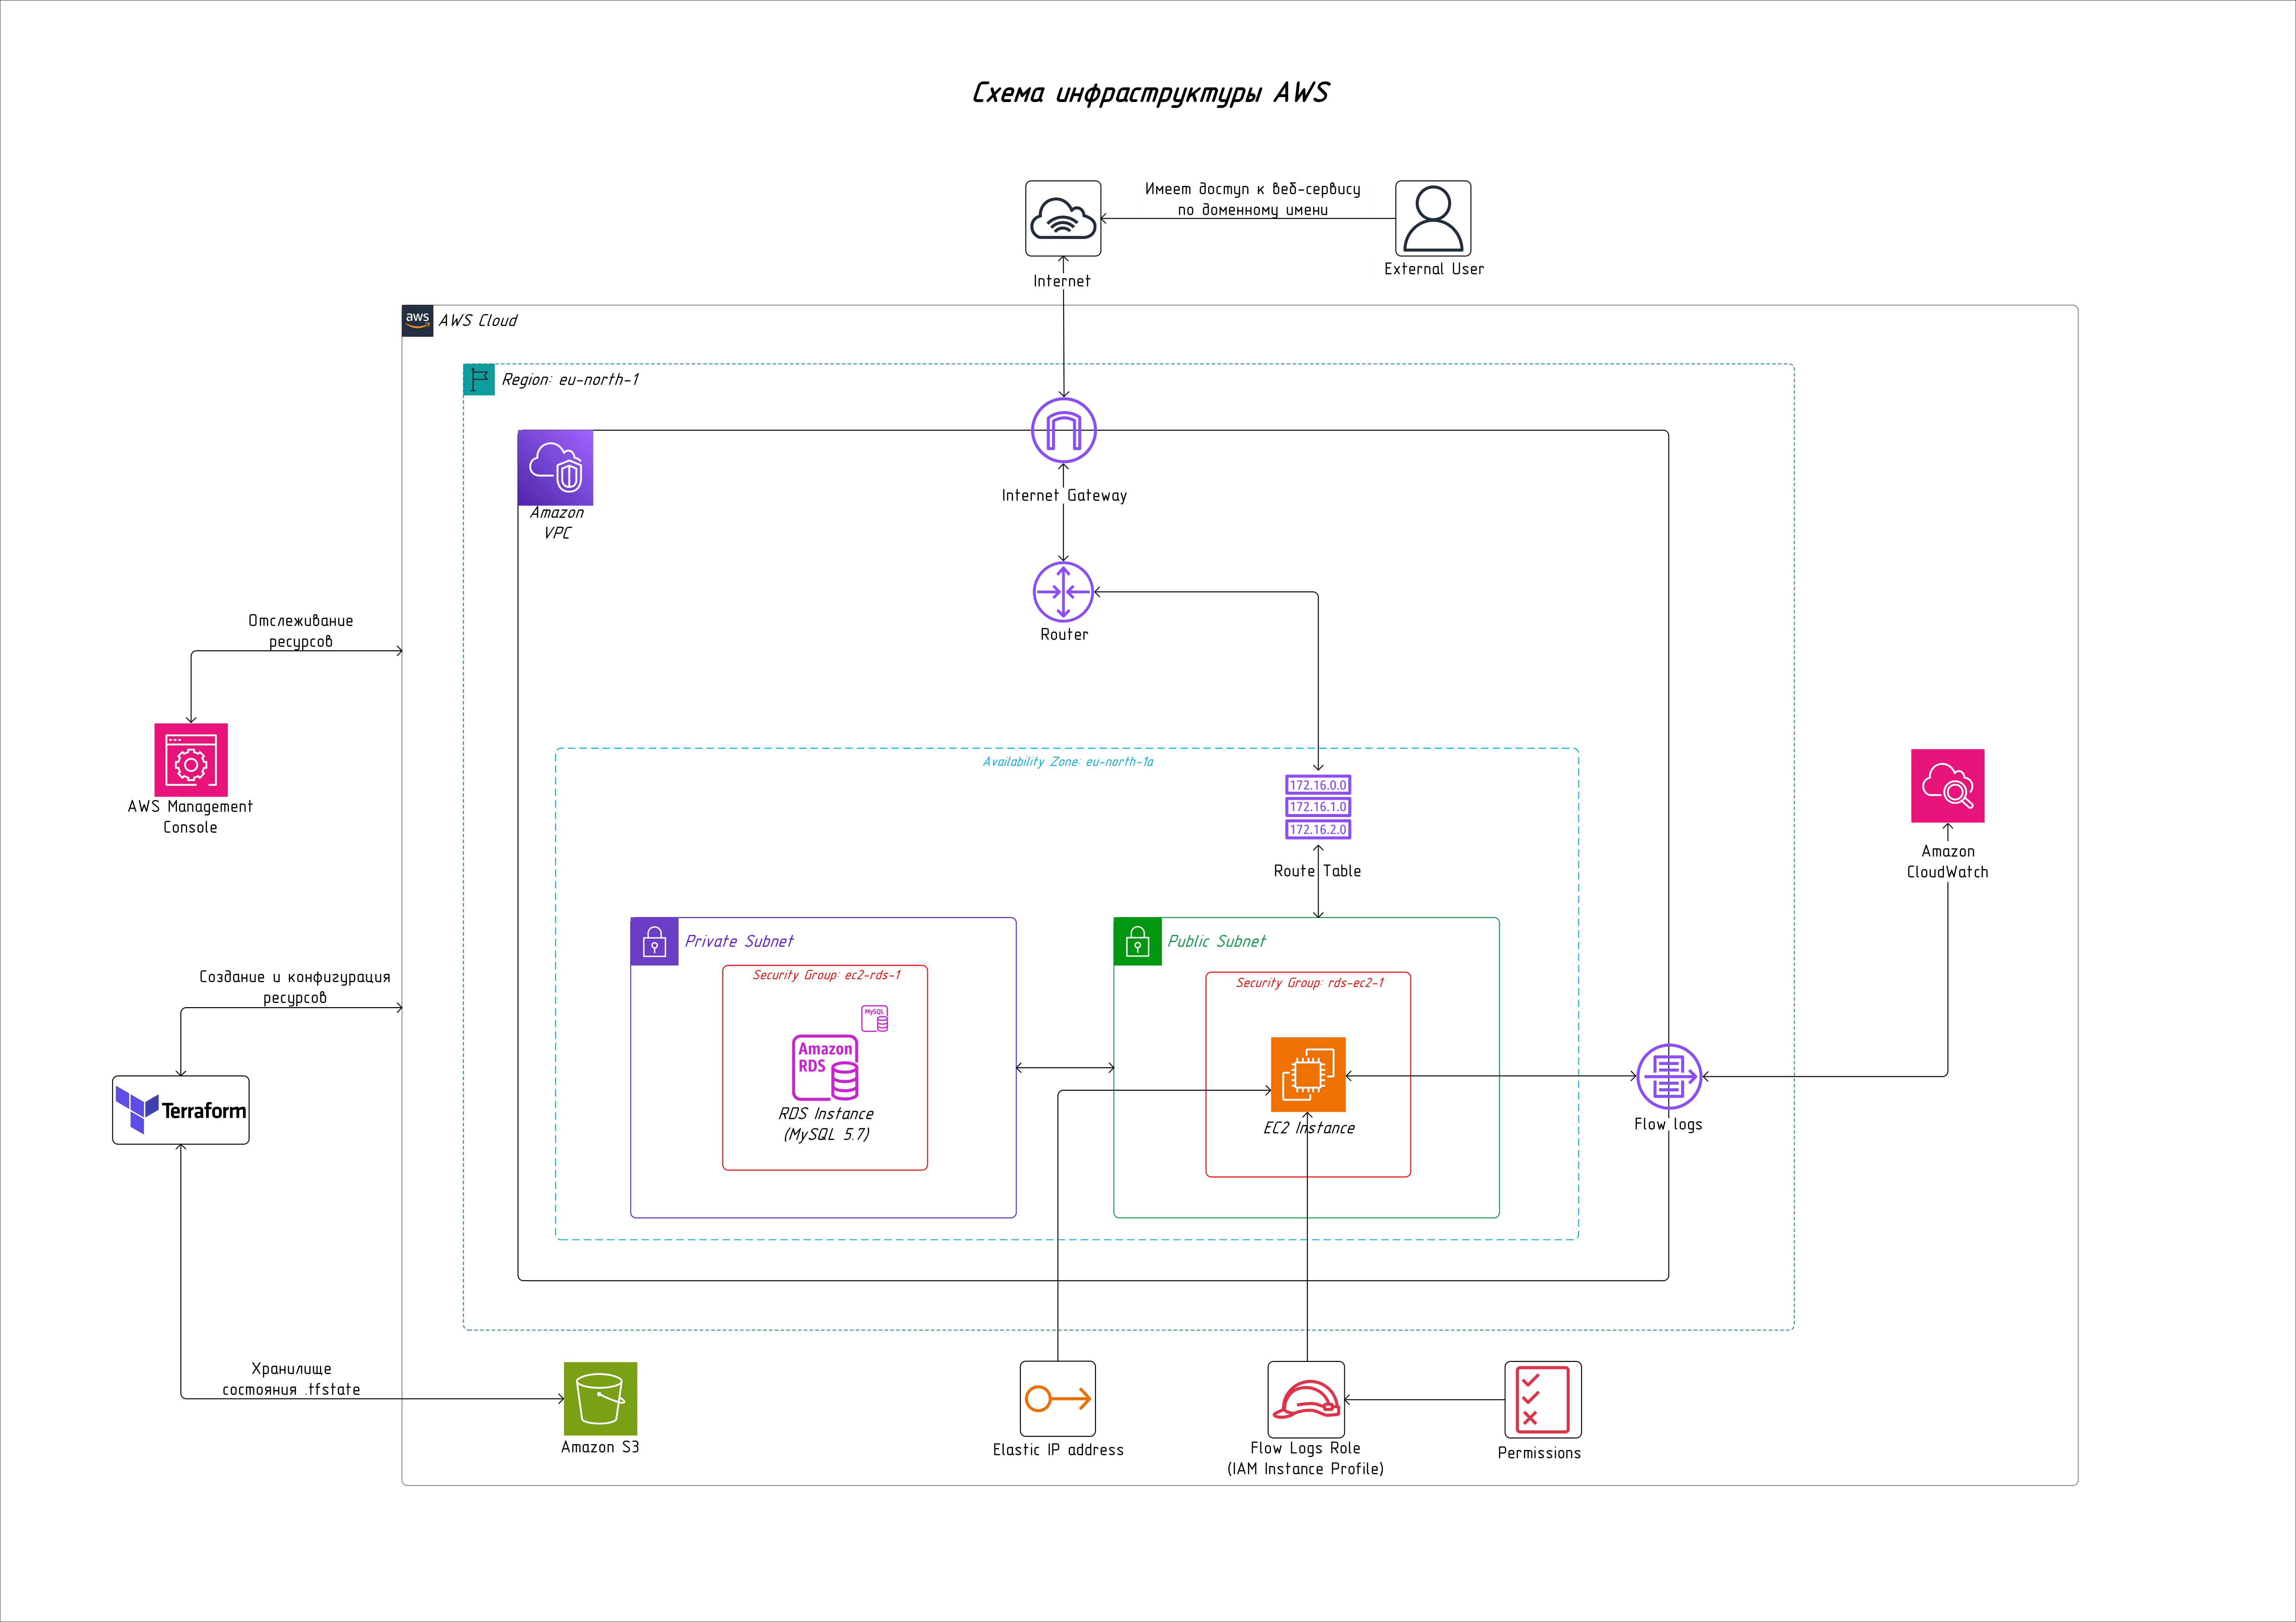 Схема инфраструктуры AWS
Имеет доступ к веб-сервису
по доменному имени
External User
Internet
aws
AWS Cloud
Region: eu-north-1
Amazon
VPC
Internet Gateway
Router
Отслеживание
ресурсов
AWS Management
Console
Availability Zone: eu-north-1a
172.16.0.0
172.16.1.0
172.16.2.0
Route Table
Amazon
CloudWatch
Private Subnet
Security Group: ec2-rds-1
MySQL
Amazon
RDS
RDS Instance
(MySQL 5.7)
Public Subnet
Security Group: rds-ec2-1
EC2 Instance
Flow logs
Создание и конфигурация
ресурсов
Terraform
Хранилище
состояния .tfstate
Amazon S3
Elastic IP address
Flow Logs Role
(IAM Instance Profile)
Permissions